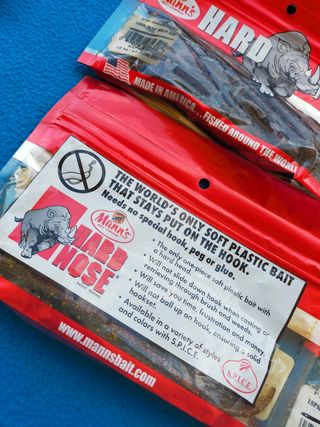 Mann's
HARD
MADE IN AMERICA...FISHED AROUND THE WORLD
THE WORLD'S ONLY SOFT PLASTIC BAIT
THAT STAYS PUT ON THE HOOK.
Needs no special hook, peg or glue.
Mann's
HARD
NOSE
• The only one piece soft plastic bait with
a hard head.
• Will not slide down hook when casting or
retrieving through brush and weeds.
• Will save you time, frustration and money.
• Will not ball up on hook, ensuring a solid
hook set.
• Available in a variety of styles
and colors with S.P.I.C.E.
S.P.I.C.E.
www.mannsbait.com